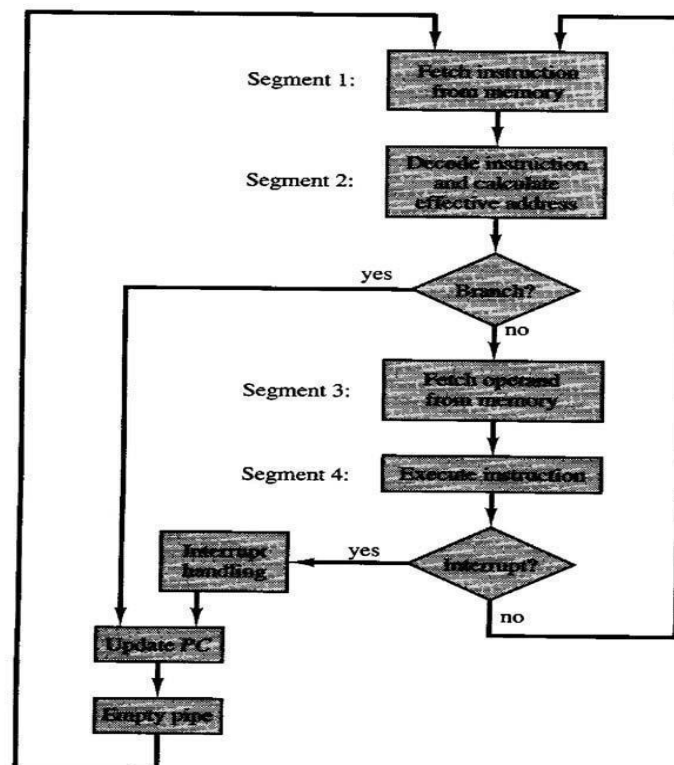 Segment 1:
Fetch instruction
from memory
Segment 2:
Decode instruction
and calculate
effective address
yes
Branch?
no
Segment 3:
Fetch operand
from memory
Segment 4:
Execute instruction
Interrupt
handling
yes
Interrupt?
no
Update PC
Empty pipe